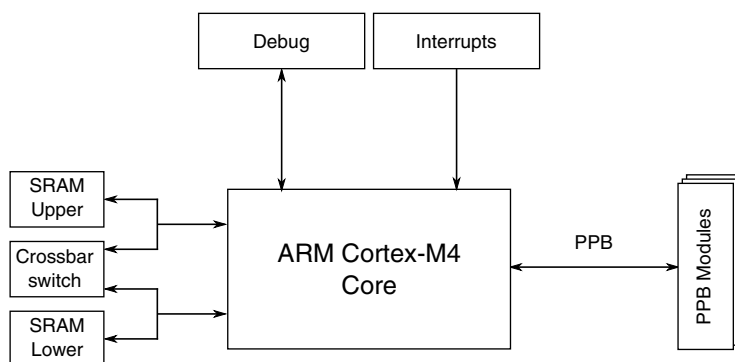 Debug
Interrupts
SRAM
Upper
Crossbar
switch
SRAM
Lower
ARM Cortex-M4
Core
PPB
PPB Modules